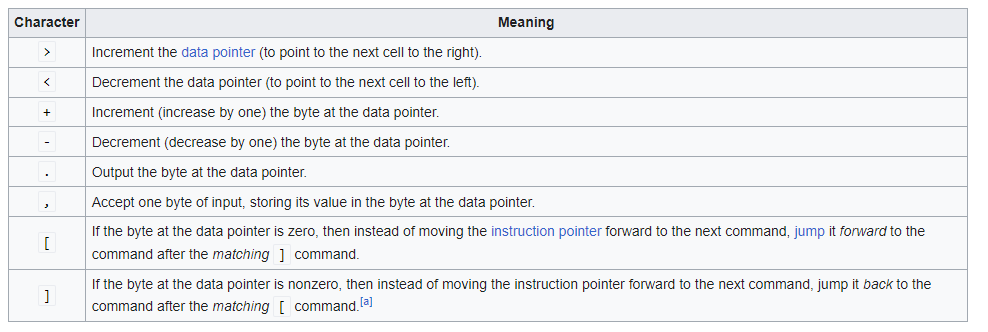 Character Meaning
> Increment the data pointer (to point to the next cell to the right).
< Decrement the data pointer (to point to the next cell to the left).
+ Increment (increase by one) the byte at the data pointer.
- Decrement (decrease by one) the byte at the data pointer.
. Output the byte at the data pointer.
, Accept one byte of input, storing its value in the byte at the data pointer.
[ If the byte at the data pointer is zero, then instead of moving the instruction pointer forward to the next command, jump it forward to the
command after the matching ] command.
] If the byte at the data pointer is nonzero, then instead of moving the instruction pointer forward to the next command, jump it back to the
command after the matching [ command.[a]